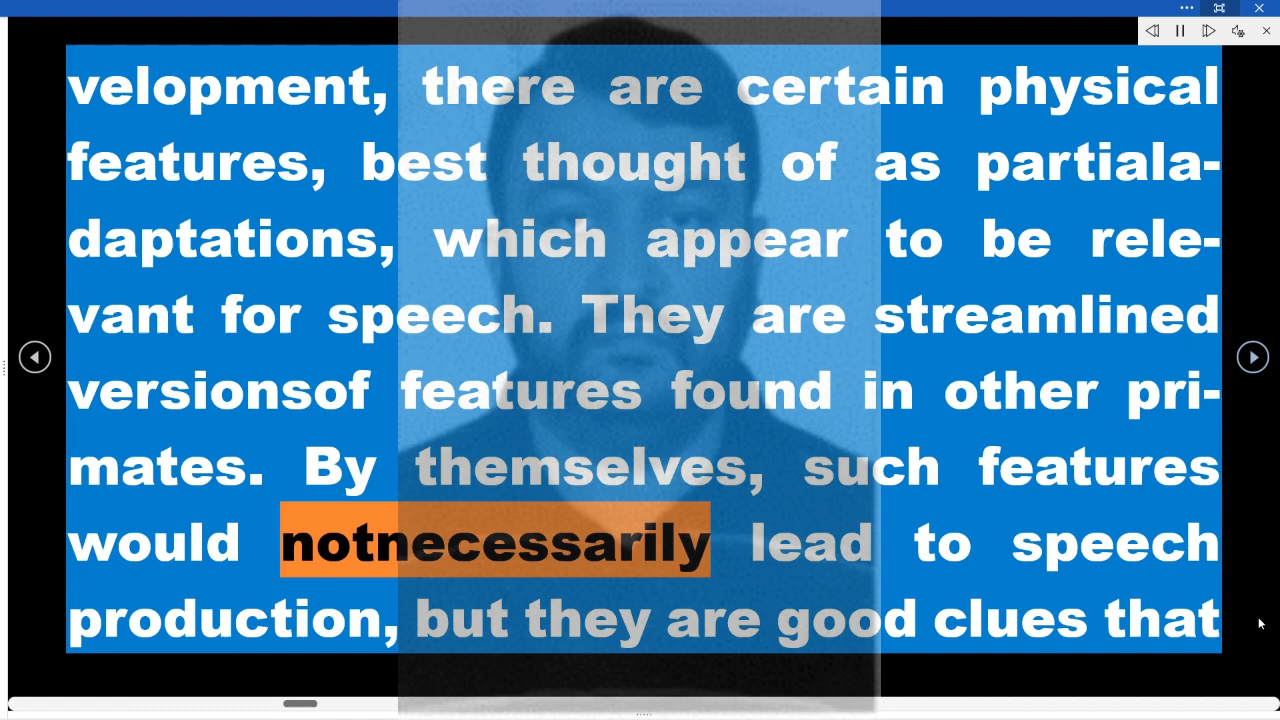 velopment, there are certain physical
features, best thought of as partiala-
daptations, which appear to be rele-
vant for speech. They are streamlined
versionsof features found in other pri-
mates. By themselves, such features
would notnecessarily lead to speech
production, but they are good clues that